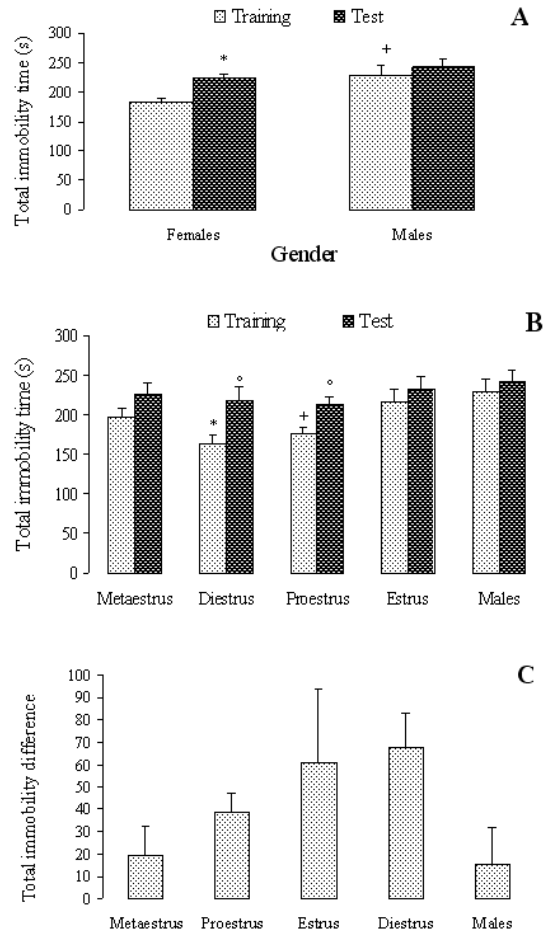 Training Test A
Total immobility time (s)
300
250
200
150
100
50
0
* +
Females Males
Gender
Training Test B
Total immobility time (s)
300
250
200
150
100
50
0
* ° + °
Metaestrus Diestrus Proestrus Estrus Males
C
Total immobility difference
100
90
80
70
60
50
40
30
20
10
0
Metaestrus Proestrus Estrus Diestrus Males